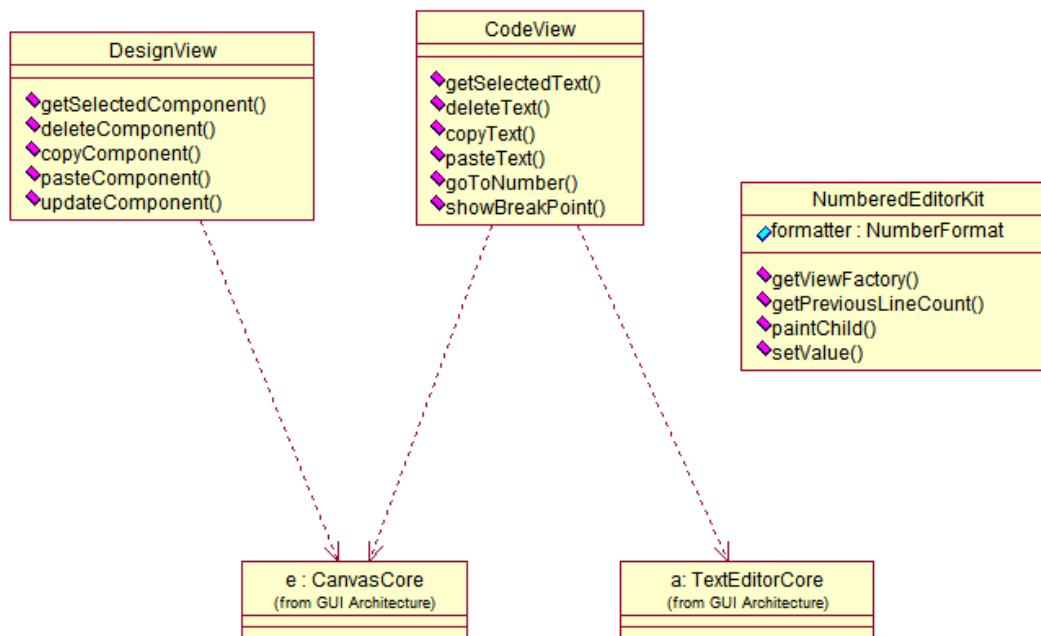 DesignView
getSelectedComponent()
deleteComponent()
copyComponent()
pasteComponent()
updateComponent()
CodeView
getSelectedText()
deleteText()
copyText()
pasteText()
goToNumber()
showBreakPoint()
NumberedEditorKit
formatter : NumberFormat
getViewFactory()
getPreviousLineCount()
paintChild()
setValue()
e : CanvasCore
(from GUI Architecture)
a: TextEditorCore
(from GUI Architecture)